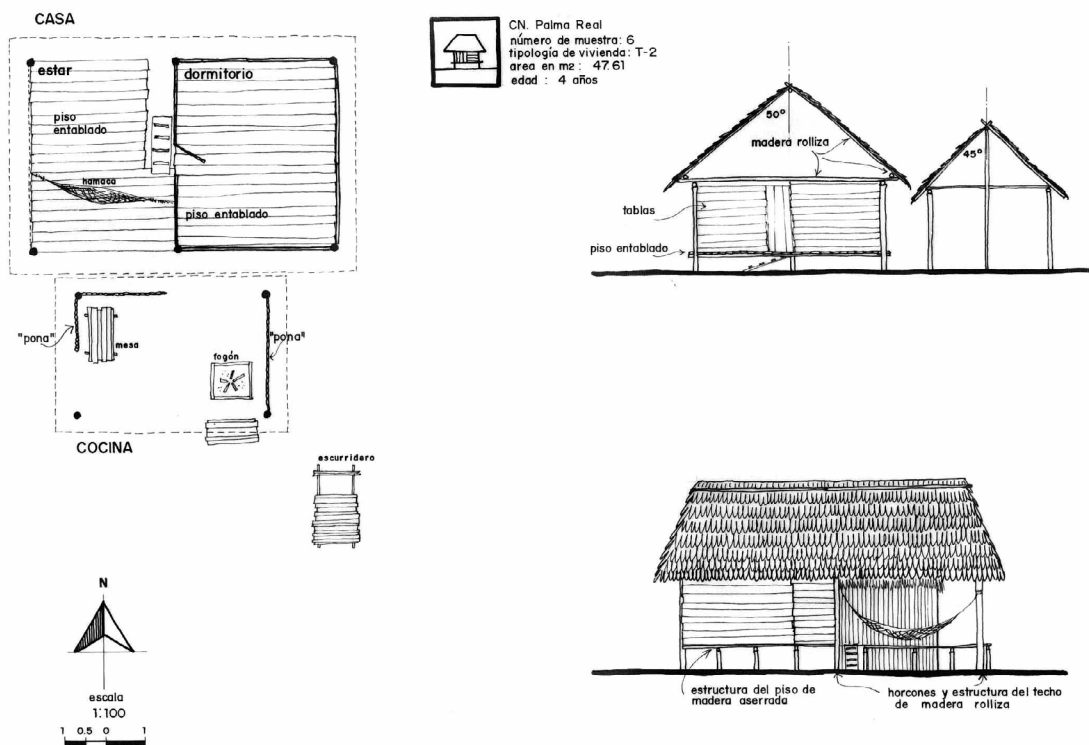 CASA
estar
dormitorio
piso
entablado
hamaca
piso entablado
"pona"
mesa
fogón
"pona"
COCINA
escurridero
N
escala
1:100
1 0.5 0 1
CN. Palma Real
número de muestra: 6
tipología de vivienda: T-2
area en m2 : 47.61
edad : 4 años
50º
madera rolliza
45º
tablas
piso entablado
estructura del piso de
madera aserrada
horcones y estructura del techo
de madera rolliza